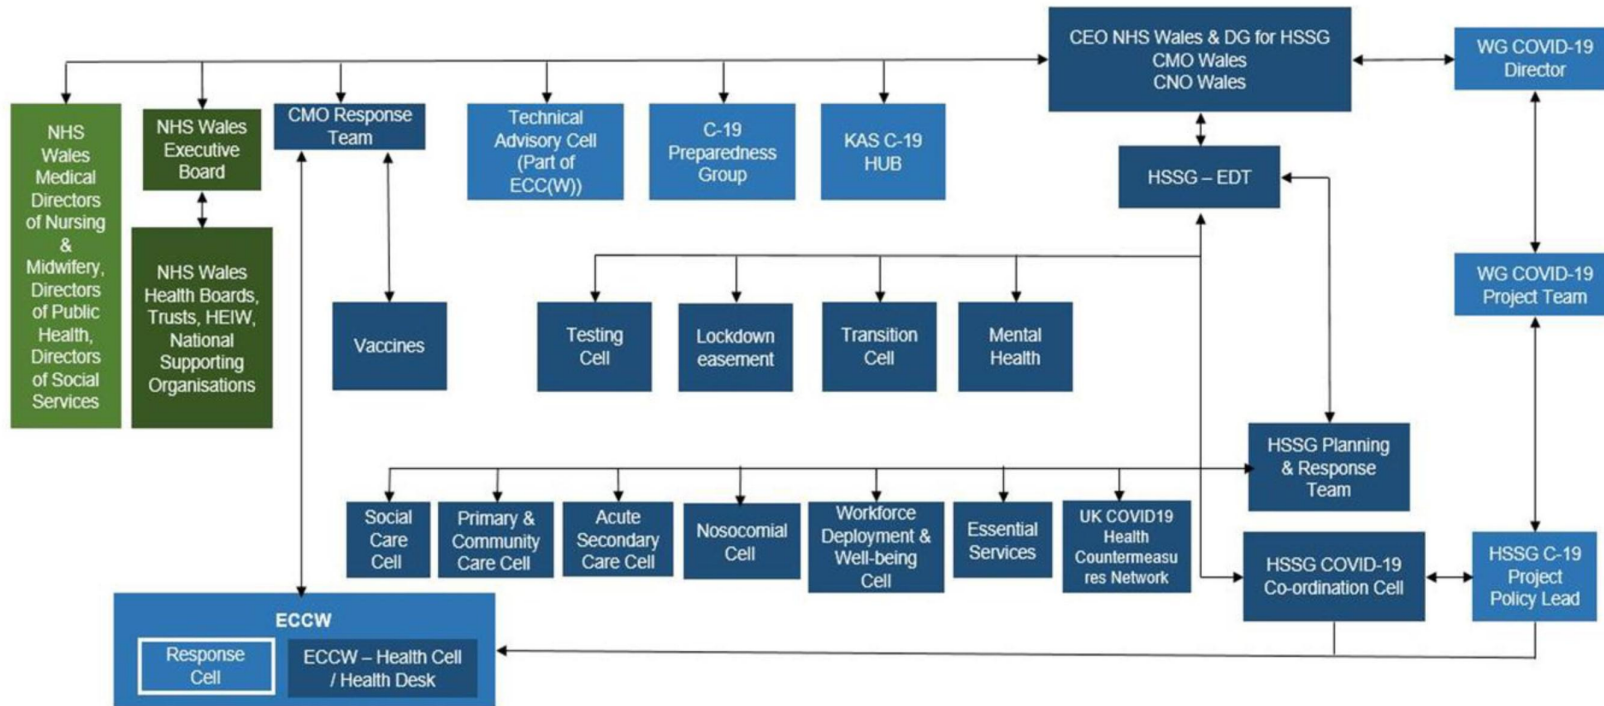 CEO NHS Wales & DG for HSSG
CMO Wales
CNO Wales
WG COVID-19
Director
NHS
Wales
Medical
Directors
of Nursing
&
Midwifery,
Directors
of Public
Health,
Directors
of Social
Services
NHS Wales
Executive
Board
CMO Response
Team
Technical
Advisory Cell
(Part of
ECC(W))
C-19
Preparedness
Group
KAS C-19
HUB
HSSG – EDT
NHS Wales
Health Boards,
Trusts, HEIW,
National
Supporting
Organisations
Vaccines
Testing
Cell
Lockdown
easement
Transition
Cell
Mental
Health
WG COVID-19
Project Team
HSSG Planning
& Response
Team
Social
Care
Cell
Primary &
Community
Care Cell
Acute
Secondary
Care Cell
Nosocomial
Cell
Workforce
Deployment &
Well-being
Cell
Essential
Services
UK COVID19
Health
Countermeasu
res Network
HSSG COVID-19
Co-ordination Cell
HSSG C-19
Project
Policy Lead
ECCW
Response
Cell
ECCW – Health Cell
/ Health Desk